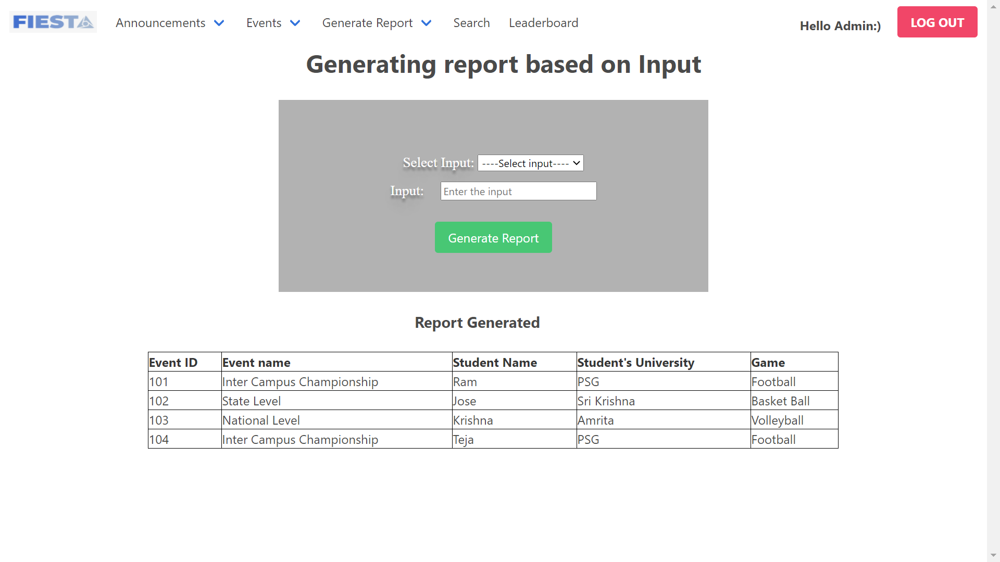 FIESTA Announcements Events Generate Report Search Leaderboard Hello Admin:) LOG OUT
Generating report based on Input
Select Input: ----Select input----
Input: Enter the input
Generate Report
Report Generated
Event ID Event name Student Name Student's University Game
101 Inter Campus Championship Ram PSG Football
102 State Level Jose Sri Krishna Basket Ball
103 National Level Krishna Amrita Volleyball
104 Inter Campus Championship Teja PSG Football